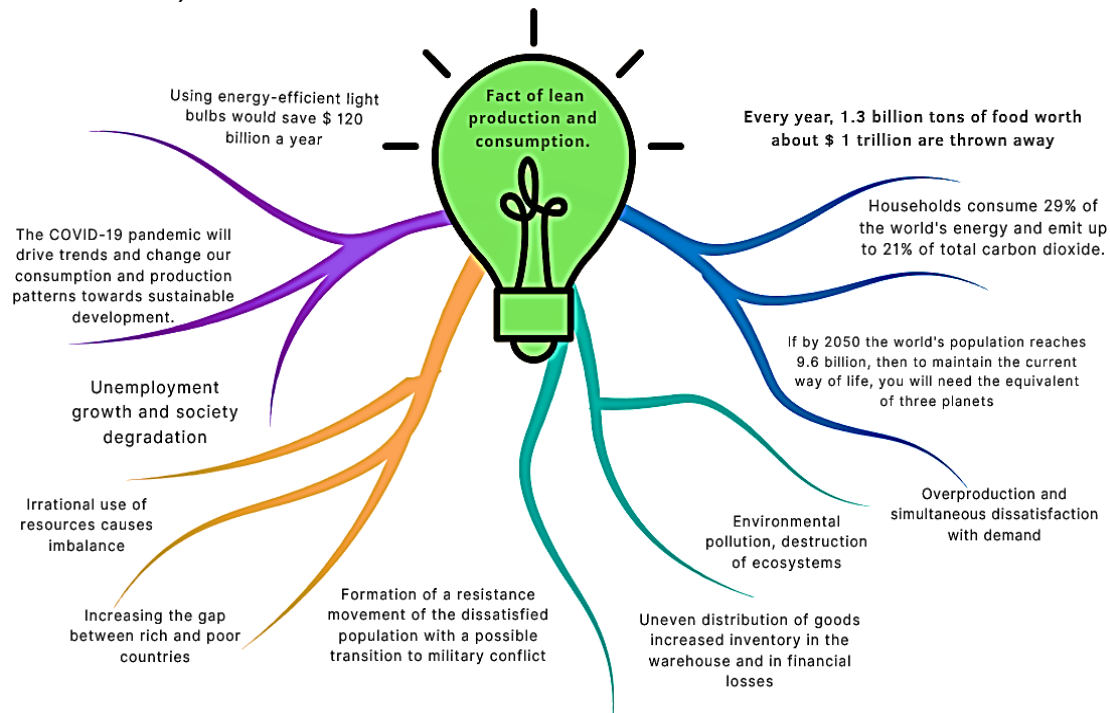 Fact of lean
production and
consumption.
Using energy-efficient light
bulbs would save $ 120
billion a year
The COVID-19 pandemic will
drive trends and change our
consumption and production
patterns towards sustainable
development.
Unemployment
growth and society
degradation
Irrational use of
resources causes
imbalance
Increasing the gap
between rich and poor
countries
Formation of a resistance
movement of the dissatisfied
population with a possible
transition to military conflict
Every year, 1.3 billion tons of food worth
about $ 1 trillion are thrown away
Households consume 29% of
the world's energy and emit up
to 21% of total carbon dioxide.
If by 2050 the world's population reaches
9.6 billion, then to maintain the current
way of life, you will need the equivalent
of three planets
Overproduction and
simultaneous dissatisfaction
with demand
Environmental
pollution, destruction
of ecosystems
Uneven distribution of goods
increased inventory in the
warehouse and in financial
losses